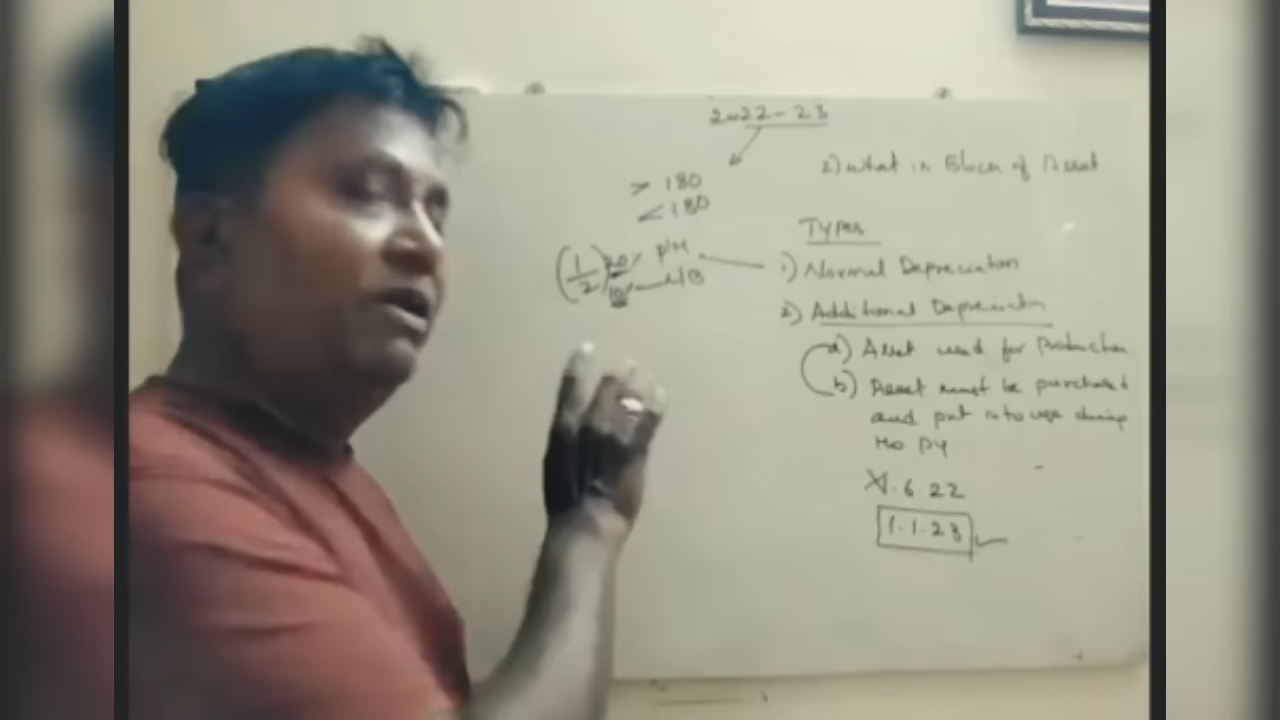 2022-23
2) What is Block of Asset
> 180
< 180
Types
(1/2) 20% P/M
10%
1) Normal Depreciation
2) Additional Depreciation
a) Asset used for Production
b) Asset must be purchased
and put into use during
the PY
.6.22
1.1.23